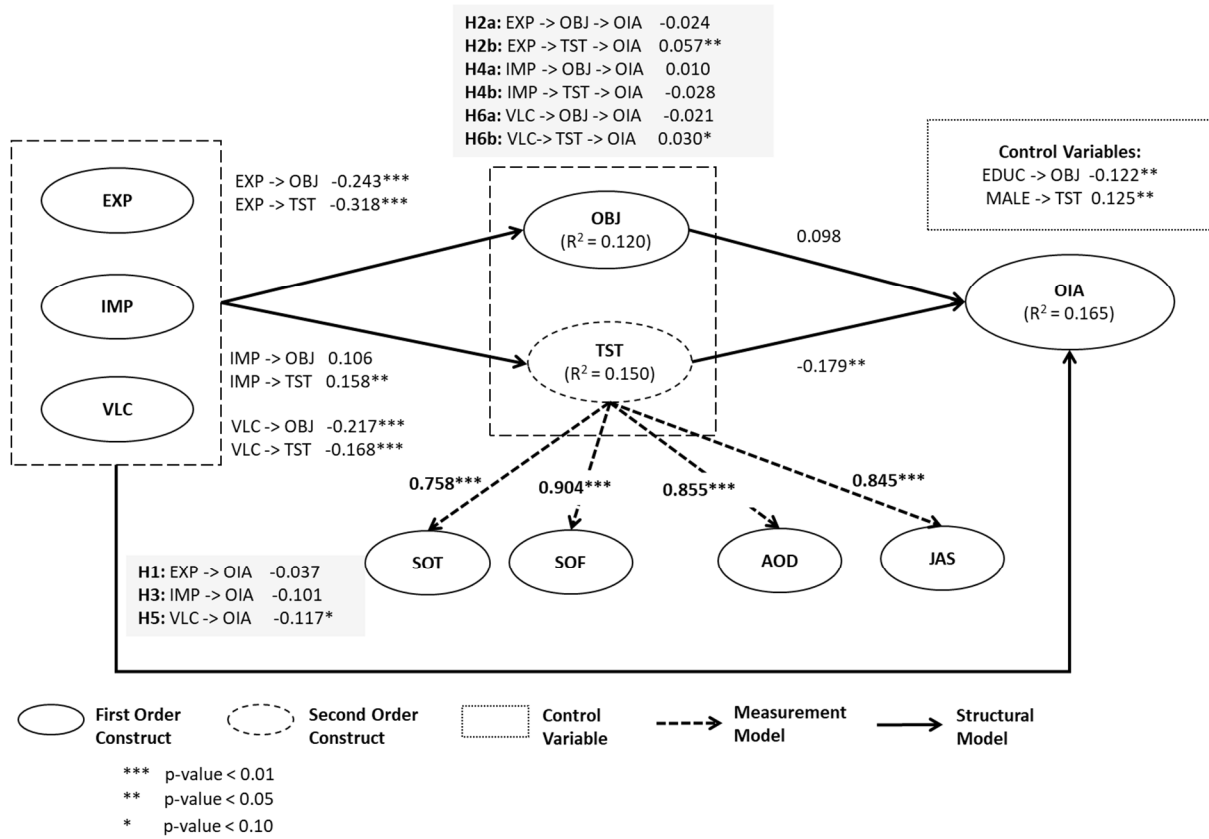 H2a: EXP -> OBJ -> OIA -0.024
H2b: EXP -> TST -> OIA 0.057**
H4a: IMP -> OBJ -> OIA 0.010
H4b: IMP -> TST -> OIA -0.028
H6a: VLC -> OBJ -> OIA -0.021
H6b: VLC-> TST -> OIA 0.030*
Control Variables:
EDUC -> OBJ -0.122**
MALE -> TST 0.125**
EXP
IMP
VLC
EXP -> OBJ -0.243***
EXP -> TST -0.318***
IMP -> OBJ 0.106
IMP -> TST 0.158**
VLC -> OBJ -0.217***
VLC -> TST -0.168***
OBJ
(R² = 0.120)
TST
(R² = 0.150)
0.098
-0.179**
OIA
(R² = 0.165)
0.758***
0.904***
0.855***
0.845***
SOT
SOF
AOD
JAS
H1: EXP -> OIA -0.037
H3: IMP -> OIA -0.101
H5: VLC -> OIA -0.117*
First Order
Construct
Second Order
Construct
Control
Variable
Measurement
Model
Structural
Model
*** p-value < 0.01
** p-value < 0.05
* p-value < 0.10